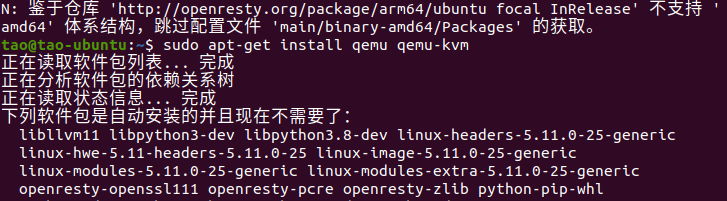 N: 鉴于仓库 'http://openresty.org/package/arm64/ubuntu focal InRelease' 不支持 '
amd64' 体系结构，跳过配置文件 'main/binary-amd64/Packages' 的获取。
tao@tao-ubuntu:~$ sudo apt-get install qemu qemu-kvm
正在读取软件包列表... 完成
正在分析软件包的依赖关系树
正在读取状态信息... 完成
下列软件包是自动安装的并且现在不需要了：
libllvm11 libpython3-dev libpython3.8-dev linux-headers-5.11.0-25-generic
linux-hwe-5.11-headers-5.11.0-25 linux-image-5.11.0-25-generic
linux-modules-5.11.0-25-generic linux-modules-extra-5.11.0-25-generic
openresty-openssl111 openresty-pcre openresty-zlib python-pip-whl